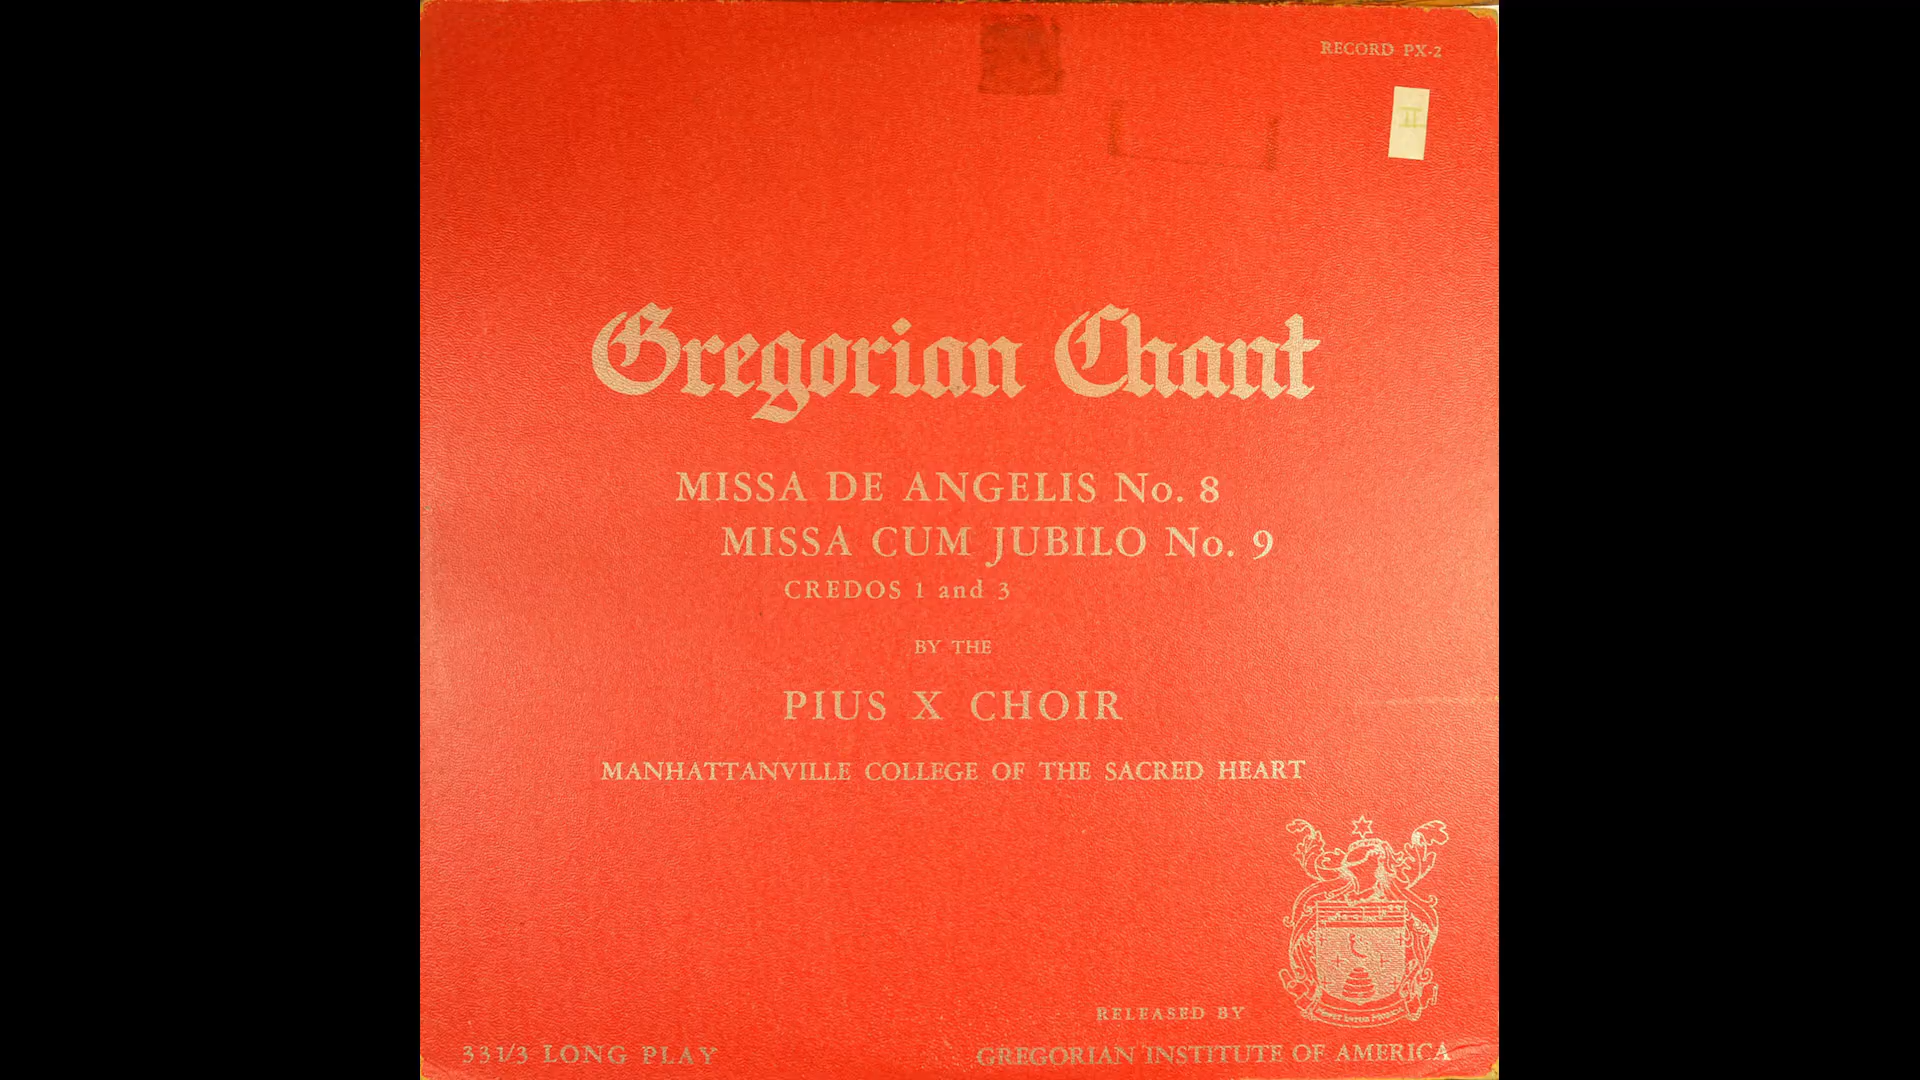 RECORD PX-2
II
Gregorian Chant
MISSA DE ANGELIS No. 8
MISSA CUM JUBILO No. 9
CREDOS 1 and 3
BY THE
PIUS X CHOIR
MANHATTANVILLE COLLEGE OF THE SACRED HEART
RELEASED BY
33 1/3 LONG PLAY
GREGORIAN INSTITUTE OF AMERICA